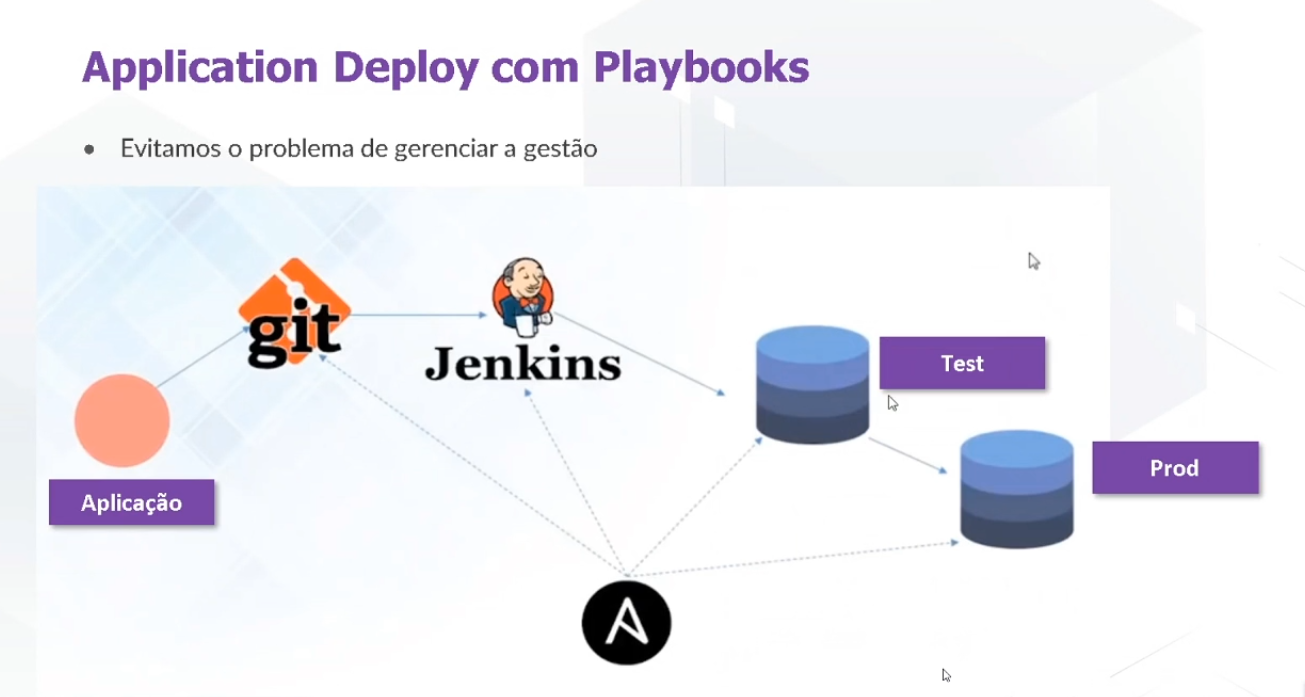 Application Deploy com Playbooks
• Evitamos o problema de gerenciar a gestão
git
Jenkins
Test
Prod
Aplicação
A